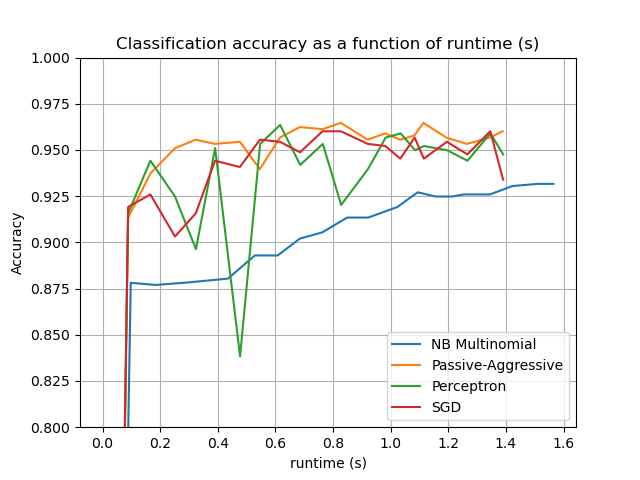 Classification accuracy as a function of runtime (s)
1.000
0.975
0.950
0.925
0.900
0.875
0.850
0.825
0.800
Accuracy
0.0 0.2 0.4 0.6 0.8 1.0 1.2 1.4 1.6
runtime (s)
NB Multinomial
Passive-Aggressive
Perceptron
SGD